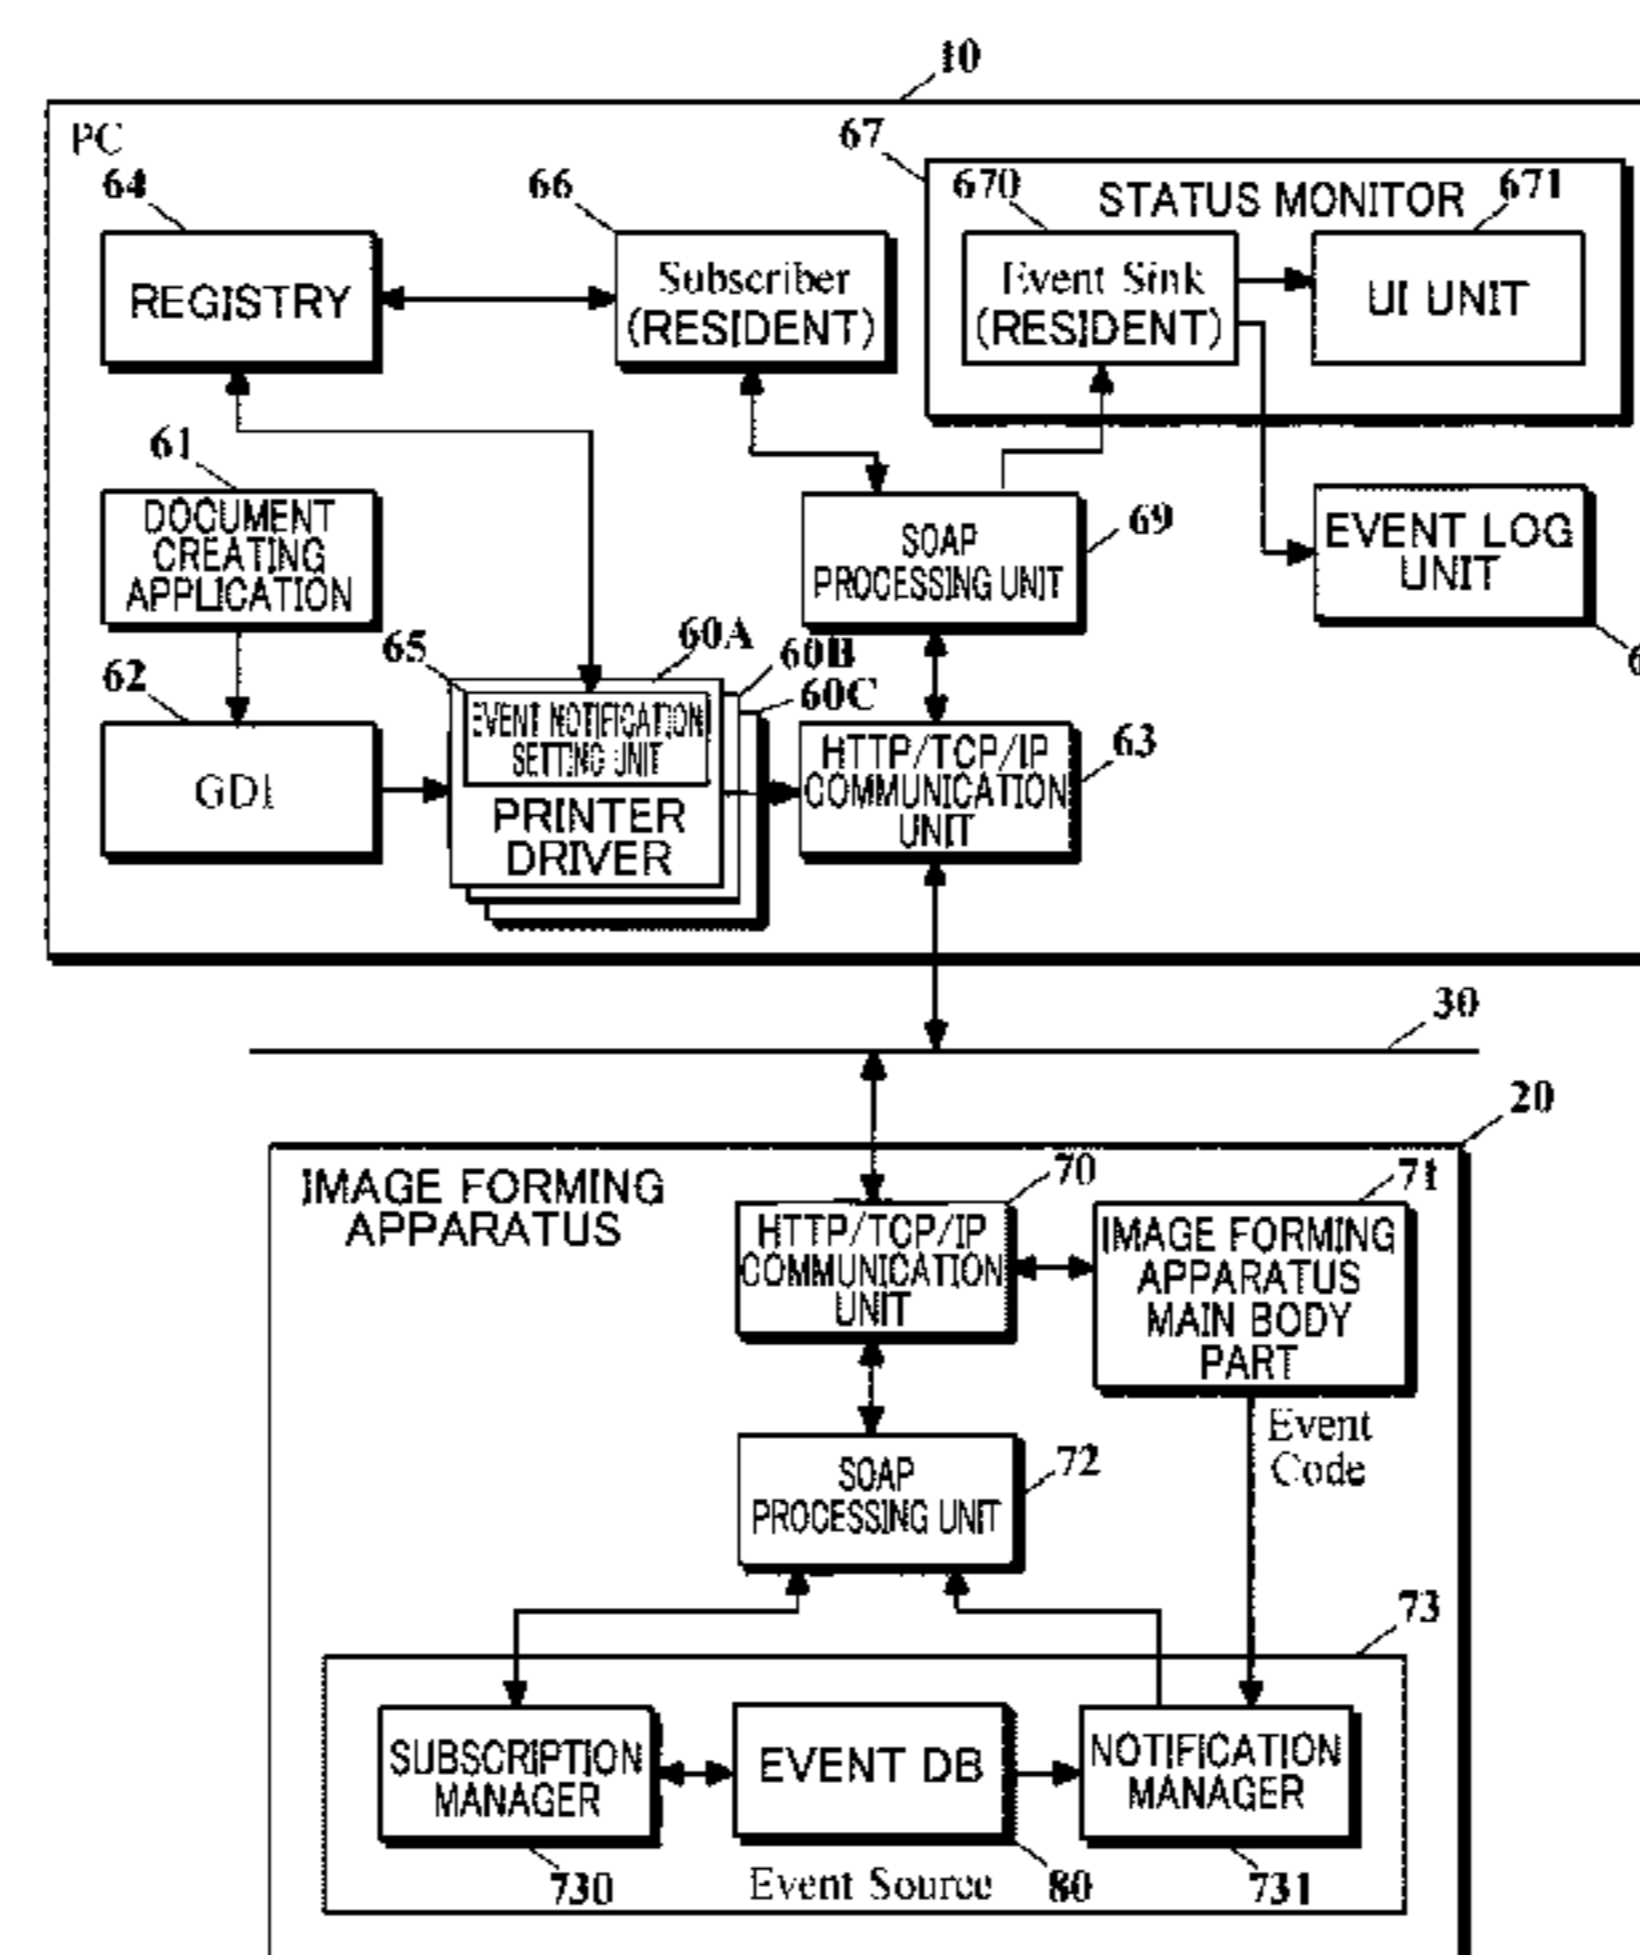 10
PC
67
64
66
670
STATUS MONITOR
671
REGISTRY
Subscriber
(RESIDENT)
Event Sink
(RESIDENT)
UI UNIT
61
DOCUMENT
CREATING
APPLICATION
SOAP
PROCESSING UNIT
69
EVENT LOG
UNIT
62
65
60A
60B
60C
GDI
EVENT NOTIFICATION
SETTING UNIT
PRINTER
DRIVER
HTTP/TCP/IP
COMMUNICATION
UNIT
63
30
20
IMAGE FORMING
APPARATUS
70
71
HTTP/TCP/IP
COMMUNICATION
UNIT
IMAGE FORMING
APPARATUS
MAIN BODY
PART
Event
Code
SOAP
PROCESSING UNIT
72
73
SUBSCRIPTION
MANAGER
EVENT DB
NOTIFICATION
MANAGER
730
Event Source
80
731